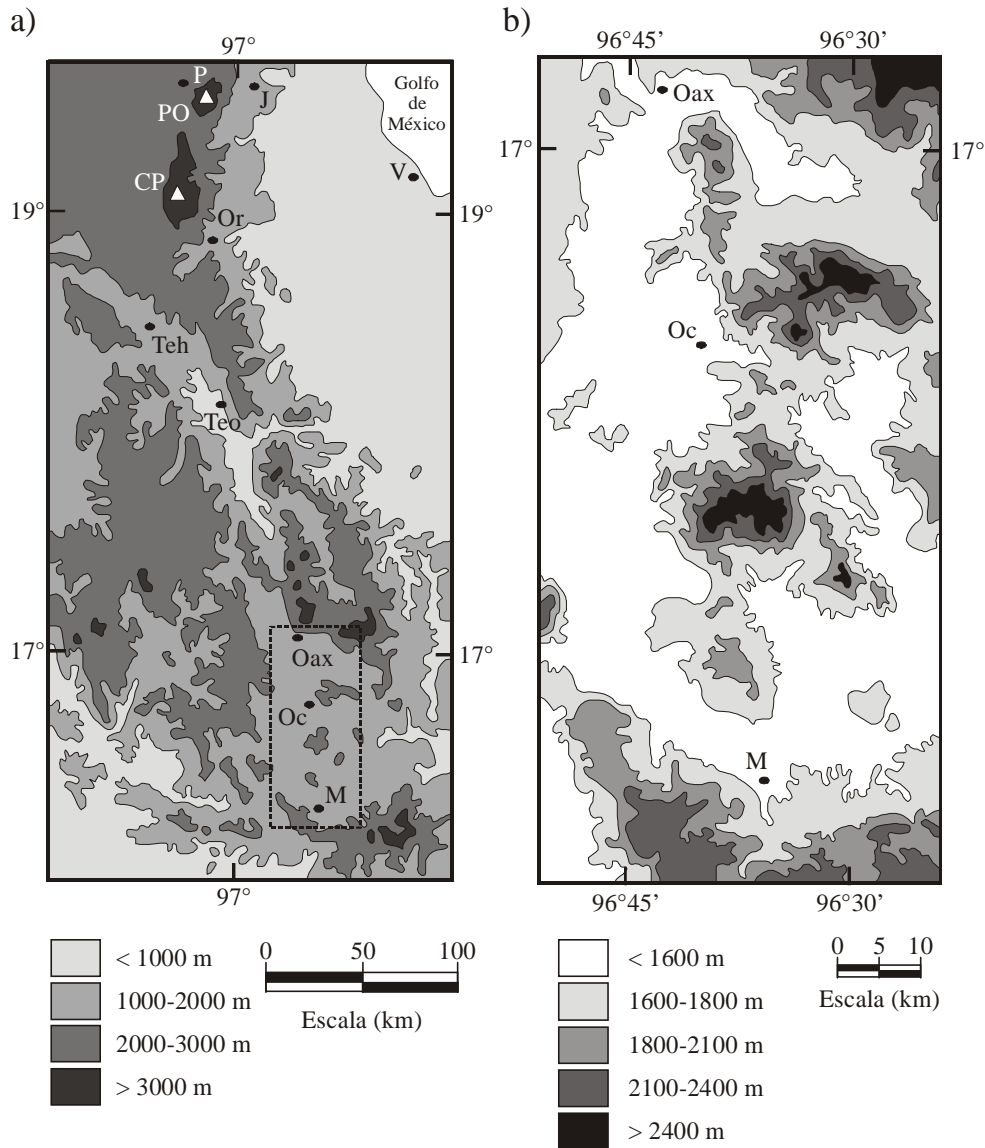 a)
97°
P
PO
J
Golfo
de
México
CP
V
19°
19°
Or
Teh
Teo
17°
17°
Oax
Oc
M
97°
< 1000 m
1000-2000 m
2000-3000 m
> 3000 m
0 50 100
Escala (km)
b)
96°45’ 96°30’
Oax
17°
17°
Oc
M
96°45’ 96°30’
< 1600 m
1600-1800 m
1800-2100 m
2100-2400 m
> 2400 m
0 5 10
Escala (km)